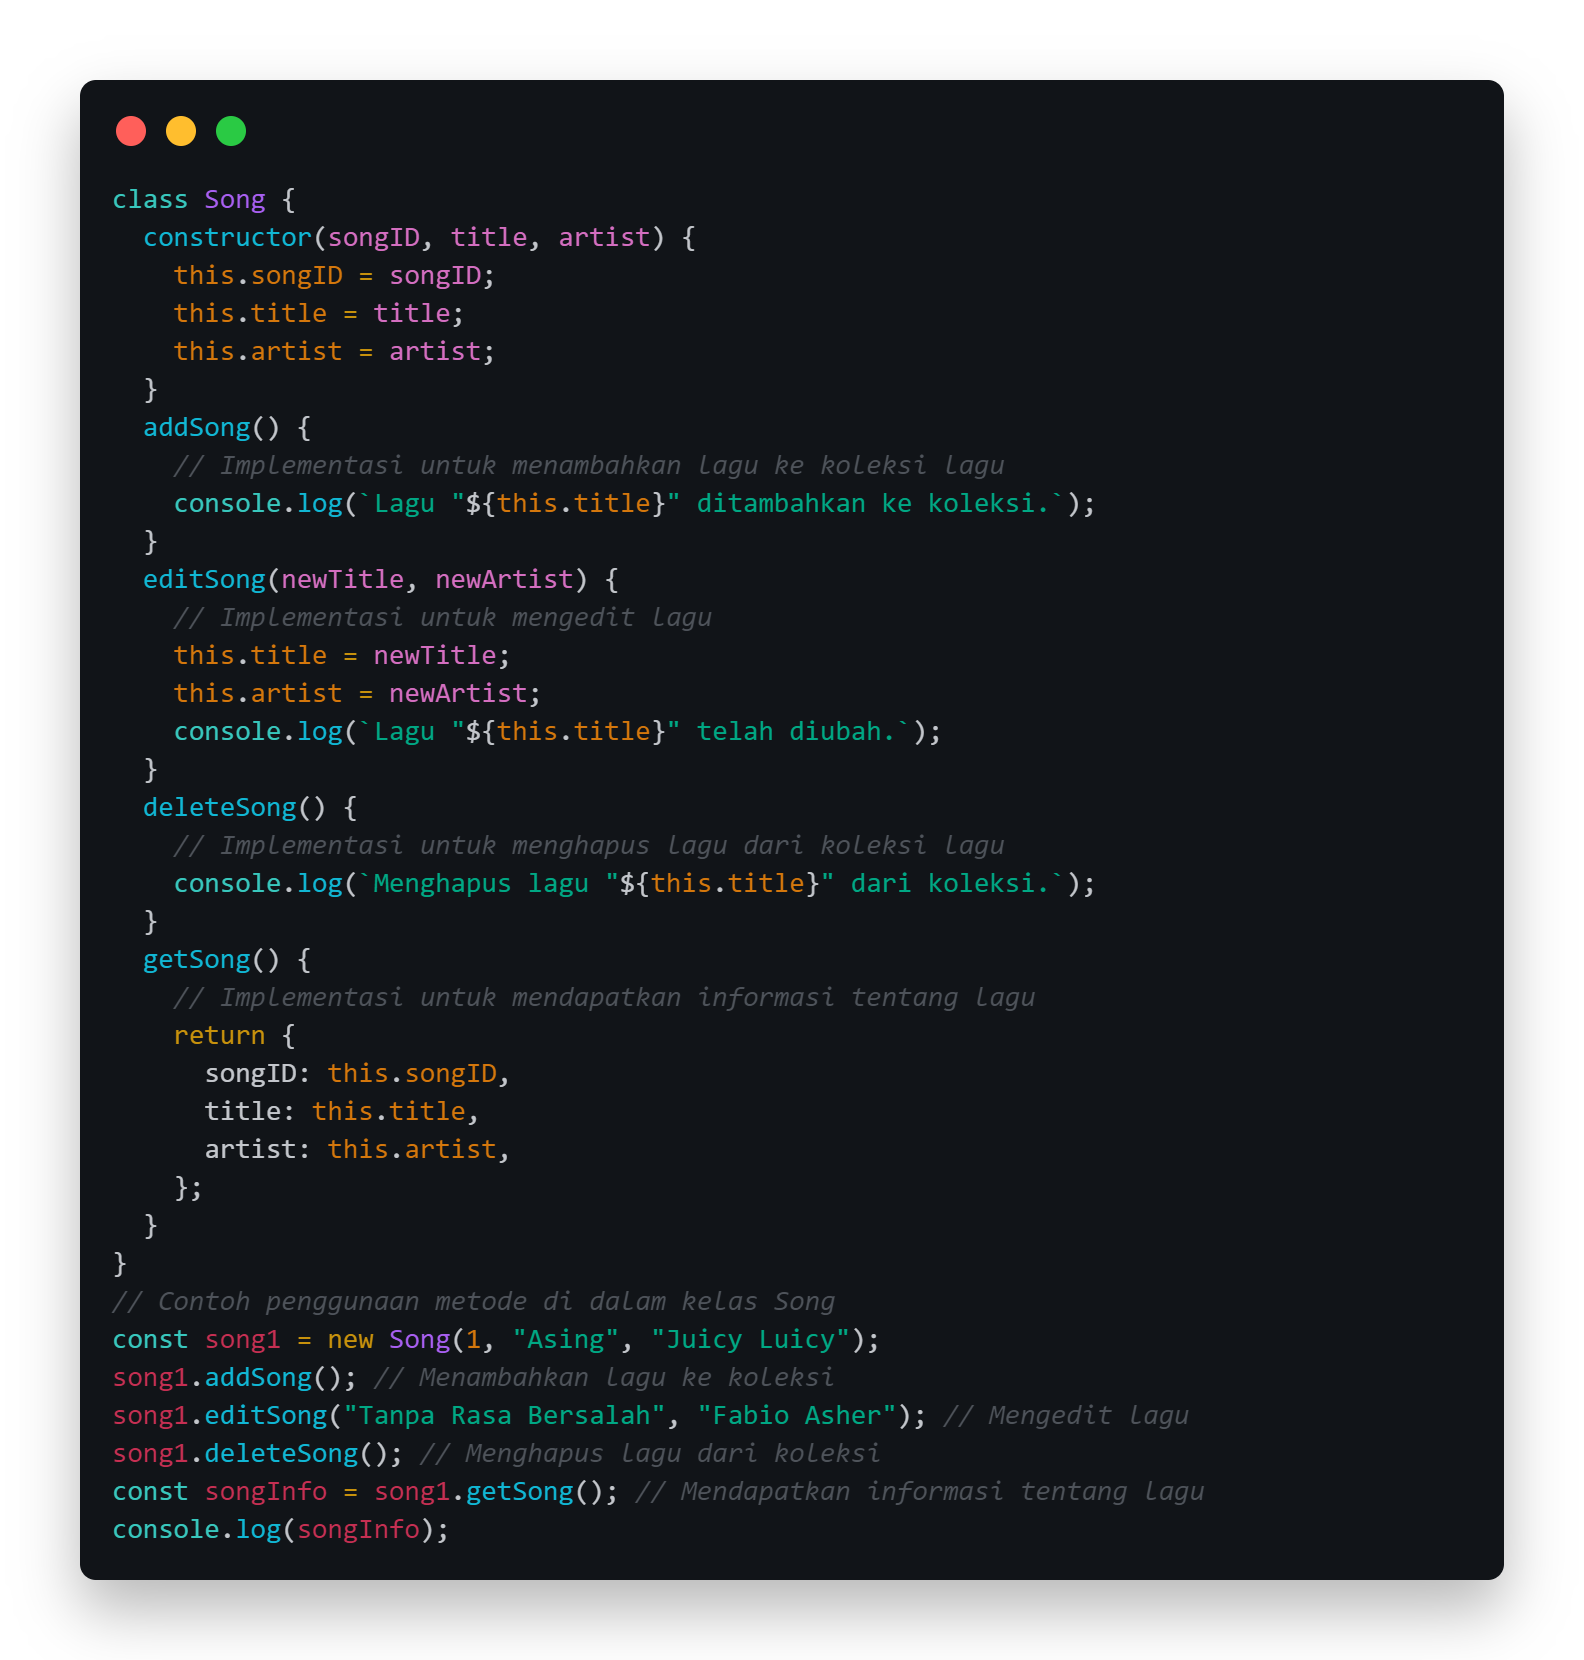 class Song {
  constructor(songID, title, artist) {
    this.songID = songID;
    this.title = title;
    this.artist = artist;
  }
  addSong() {
    // Implementasi untuk menambahkan lagu ke koleksi lagu
    console.log(`Lagu "${this.title}" ditambahkan ke koleksi.`);
  }
  editSong(newTitle, newArtist) {
    // Implementasi untuk mengedit lagu
    this.title = newTitle;
    this.artist = newArtist;
    console.log(`Lagu "${this.title}" telah diubah.`);
  }
  deleteSong() {
    // Implementasi untuk menghapus lagu dari koleksi lagu
    console.log(`Menghapus lagu "${this.title}" dari koleksi.`);
  }
  getSong() {
    // Implementasi untuk mendapatkan informasi tentang lagu
    return {
      songID: this.songID,
      title: this.title,
      artist: this.artist,
    };
  }
}
// Contoh penggunaan metode di dalam kelas Song
const song1 = new Song(1, "Asing", "Juicy Luicy");
song1.addSong(); // Menambahkan lagu ke koleksi
song1.editSong("Tanpa Rasa Bersalah", "Fabio Asher"); // Mengedit lagu
song1.deleteSong(); // Menghapus lagu dari koleksi
const songInfo = song1.getSong(); // Mendapatkan informasi tentang lagu
console.log(songInfo);